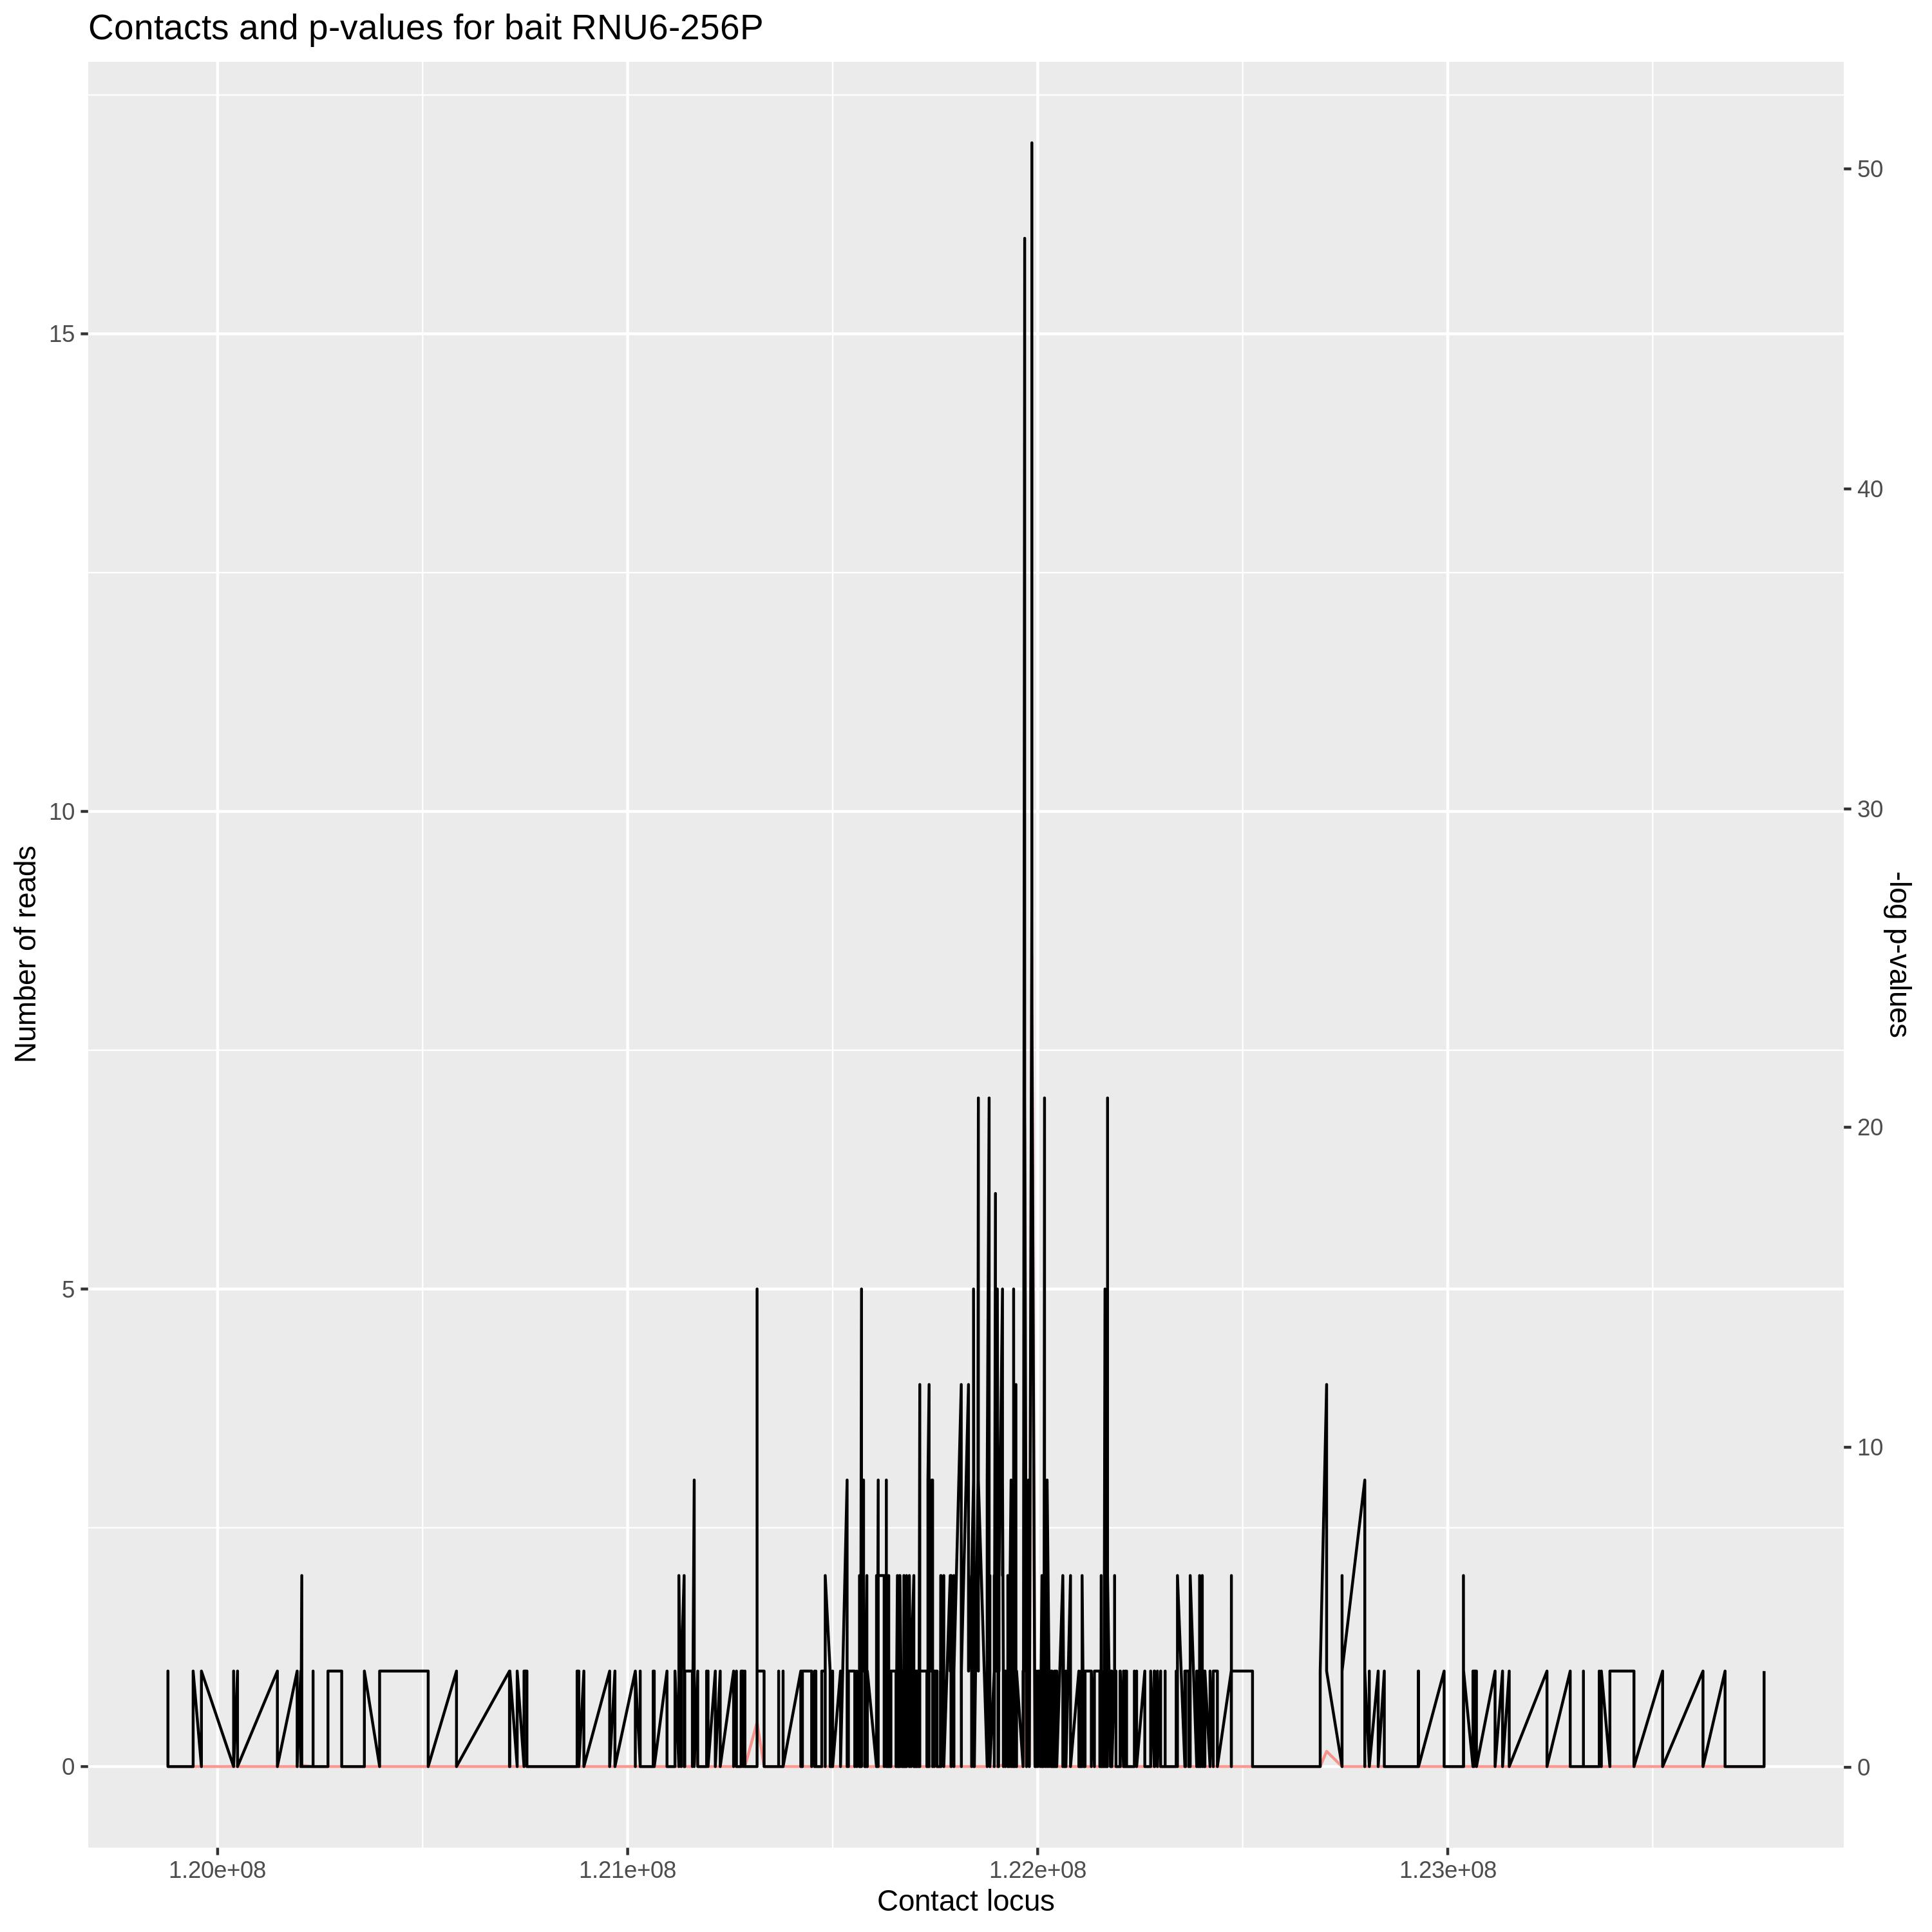 Contacts and p-values for bait RNU6-256P
15
10
5
0
Number of reads
50
40
30
20
10
0
-log p-values
1.20e+08
1.21e+08
1.22e+08
1.23e+08
Contact locus